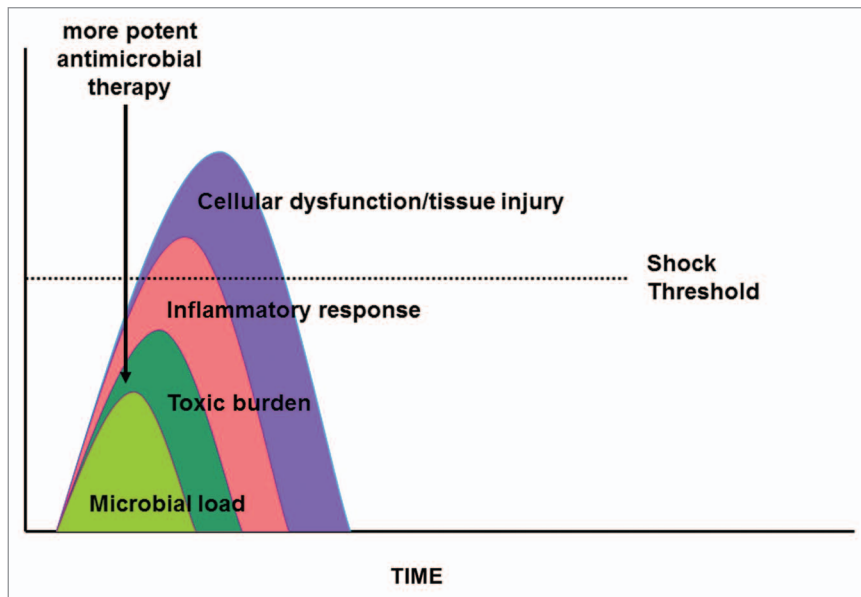 more potent
antimicrobial
therapy
Cellular dysfunction/tissue injury
Shock
Threshold
Inflammatory response
Toxic burden
Microbial load
TIME